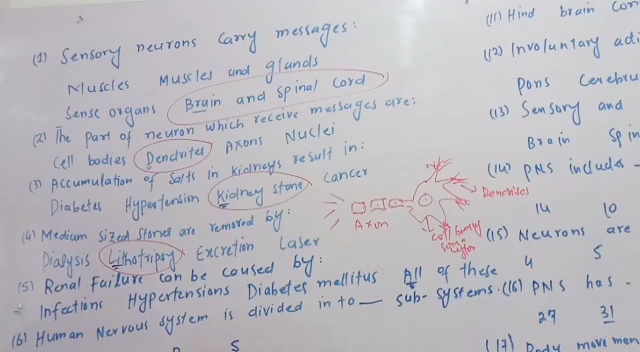 (1) Sensory neurons carry messages:
Muscles Muscles and glands
Sense organs Brain and spinal cord
(2) The part of neuron which receive messages are:
Cell bodies Dendrites Axons Nuclei
(3) Accumulation of salts in kidneys result in:
Diabetes Hypertension Kidney stone Cancer
(4) Medium sized stones are removed by:
Dialysis Lithotripsy Excretion Laser
(5) Renal Failure can be caused by:
Infections Hypertensions Diabetes mellitus All of these
(6) Human Nervous system is divided in to — sub-systems.
5
Dendrites
Axon
Cell
(11) Hind brain
(12) Involuntary
Pons
(13) Sensory and
Brain
(14) PNS includes -
14 10
(15) Neurons are
4 5
(16) PNS has -
27 31
(17) Body